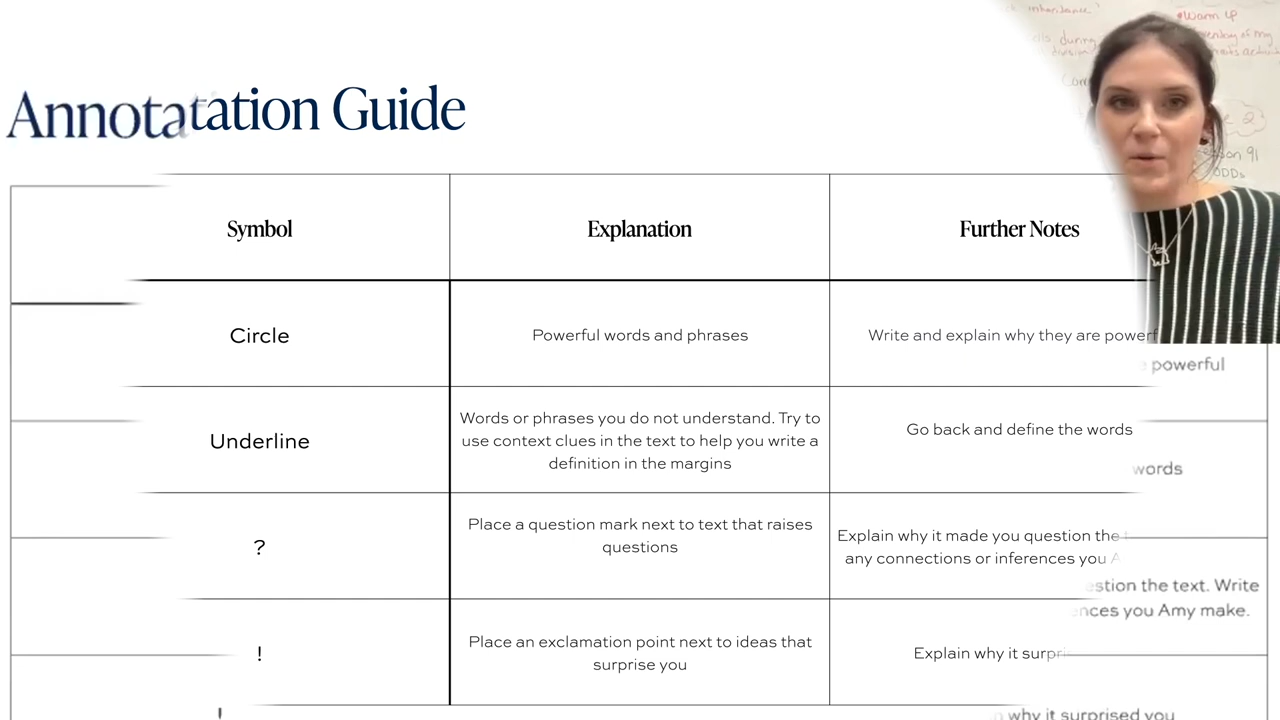 inheritance.
*Warm up
during
Annotatation Guide
Symbol
Explanation
Further Notes
Circle
Powerful words and phrases
Write and explain why they are powerf
powerful
Underline
Words or phrases you do not understand. Try to
use context clues in the text to help you write a
definition in the margins
Go back and define the words
words
?
Place a question mark next to text that raises
questions
Explain why it made you question the
any connections or inferences you A
estion the text. Write
ences you Amy make.
!
Place an exclamation point next to ideas that
surprise you
Explain why it surpri
!
why it surprised you